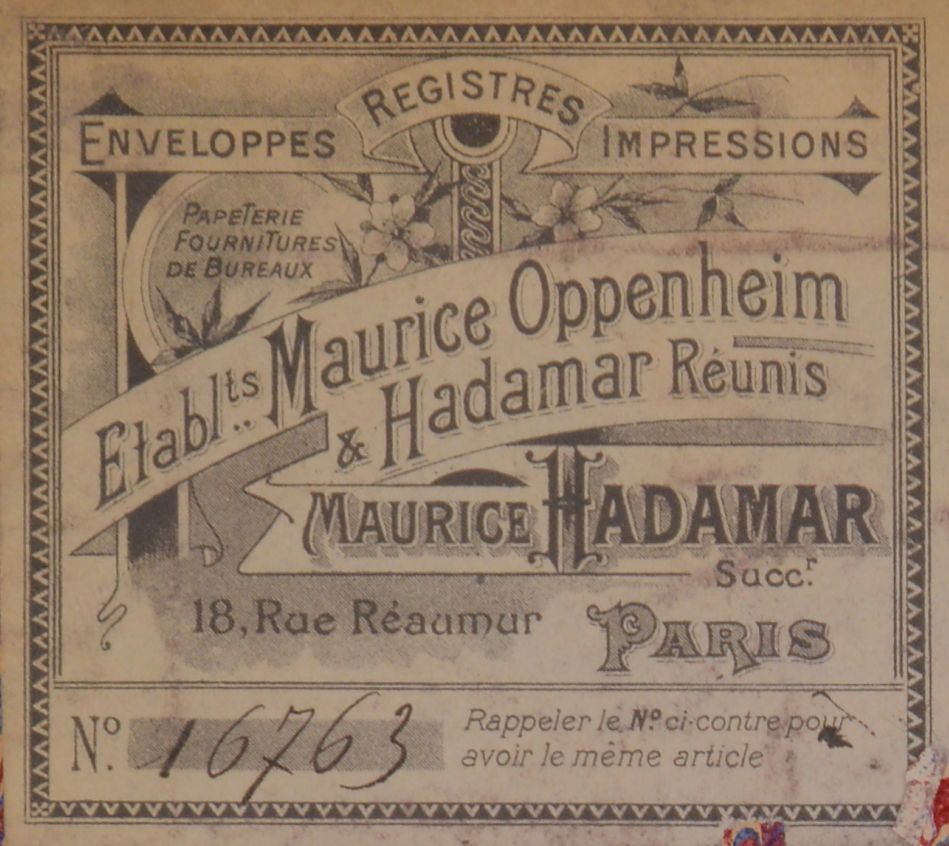 REGISTRES
ENVELOPPES
IMPRESSIONS
PAPETERIE
FOURNITURES
DE BUREAUX
Etablts. Maurice Oppenheim
& Hadamar Réunis
MAURICE HADAMAR
Succr.
18, Rue Réaumur
PARIS
No. 16763
Rappeler le No. ci-contre pour
avoir le même article